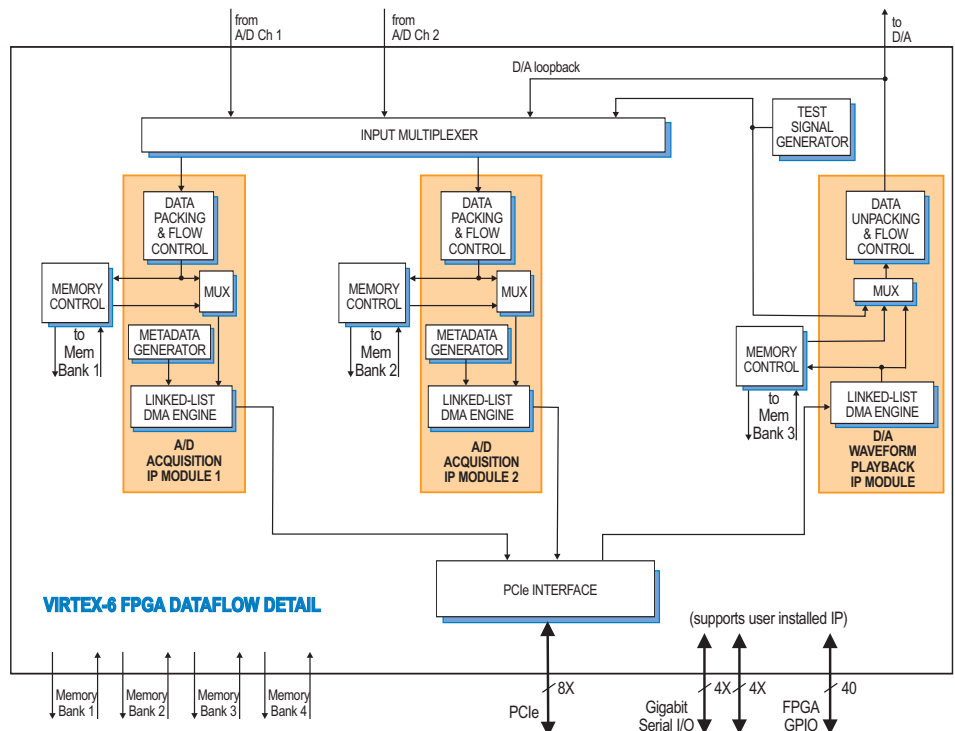 from
A/D Ch 1
from
A/D Ch 2
to
D/A
D/A loopback
INPUT MULTIPLEXER
TEST
SIGNAL
GENERATOR
DATA
PACKING
& FLOW
CONTROL
MEMORY
CONTROL
MUX
to
Mem
Bank 1
METADATA
GENERATOR
LINKED-LIST
DMA ENGINE
A/D
ACQUISITION
IP MODULE 1
DATA
PACKING
& FLOW
CONTROL
MEMORY
CONTROL
MUX
to
Mem
Bank 2
METADATA
GENERATOR
LINKED-LIST
DMA ENGINE
A/D
ACQUISITION
IP MODULE 2
DATA
UNPACKING
& FLOW
CONTROL
MUX
MEMORY
CONTROL
to
Mem
Bank 3
LINKED-LIST
DMA ENGINE
D/A
WAVEFORM
PLAYBACK
IP MODULE
PCIe INTERFACE
VIRTEX-6 FPGA DATAFLOW DETAIL
(supports user installed IP)
Memory
Bank 1
Memory
Bank 2
Memory
Bank 3
Memory
Bank 4
8X
PCIe
4X
4X
Gigabit
Serial I/O
40
FPGA
GPIO